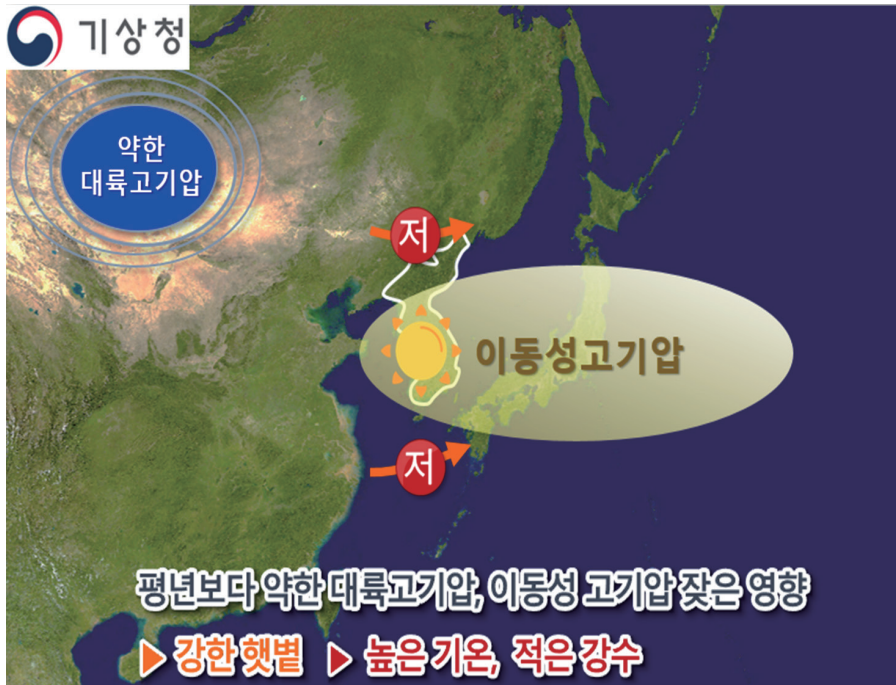 기상청
약한
대륙고기압
저
이동성고기압
저
평년보다 약한 대륙고기압, 이동성 고기압 잦은 영향
▶ 강한 햇볕 ▶ 높은 기온, 적은 강수